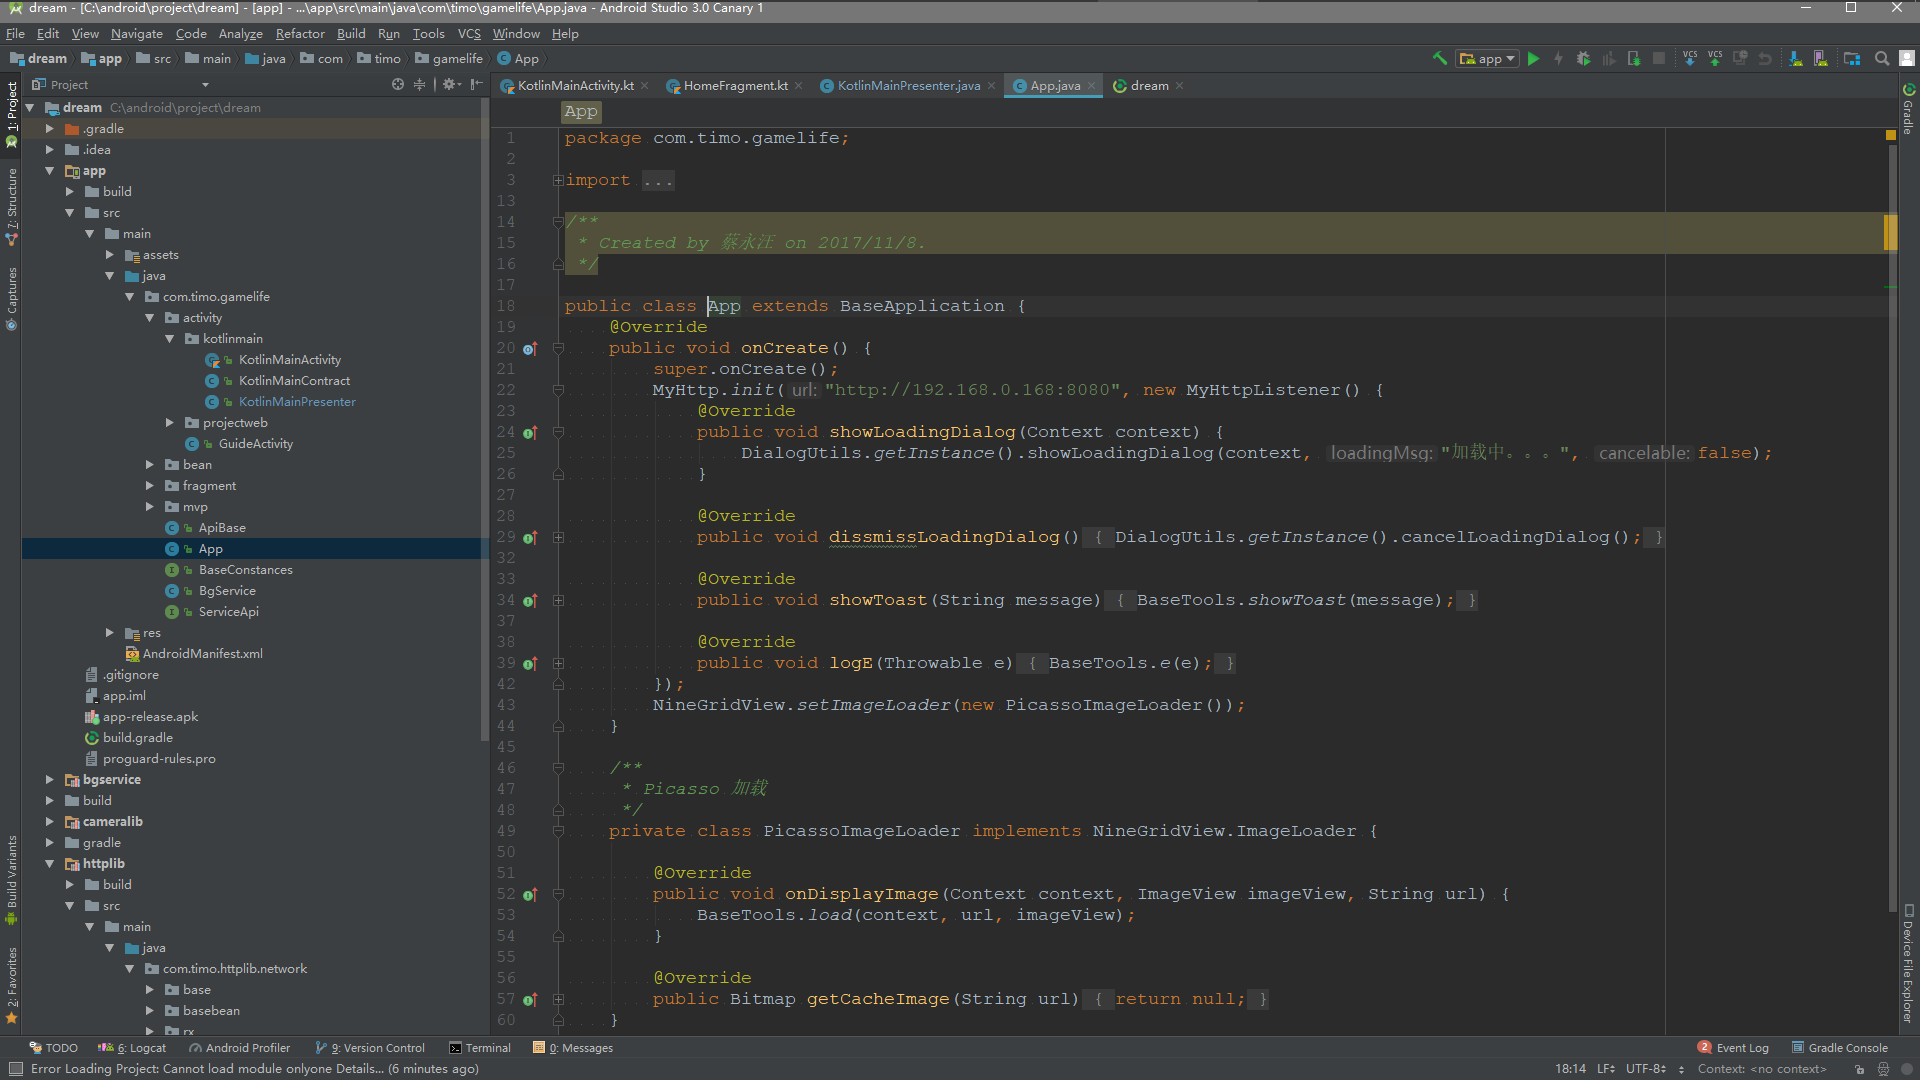 dream - [C:\android\project\dream] - [app] - ...\app\src\main\java\com\timo\gamelife\App.java - Android Studio 3.0 Canary 1
File Edit View Navigate Code Analyze Refactor Build Run Tools VCS Window Help
dream app src main java com timo gamelife App
app
VCS VCS
Project
KotlinMainActivity.kt HomeFragment.kt KotlinMainPresenter.java App.java dream
1: Project
7: Structure
Captures
Build Variants
2: Favorites
dream C:\android\project\dream
.gradle
.idea
app
build
src
main
assets
java
com.timo.gamelife
activity
kotlinmain
KotlinMainActivity
KotlinMainContract
KotlinMainPresenter
projectweb
GuideActivity
bean
fragment
mvp
ApiBase
App
BaseConstances
BgService
ServiceApi
res
AndroidManifest.xml
.gitignore
app.iml
app-release.apk
build.gradle
proguard-rules.pro
bgservice
build
cameralib
gradle
httplib
build
src
main
java
com.timo.httplib.network
base
basebean
rx
App
1 package com.timo.gamelife;
2
3 import ...
13
14 /**
15 * Created by 蔡永汪 on 2017/11/8.
16 */
17
18 public class App extends BaseApplication {
19 @Override
20 public void onCreate() {
21 super.onCreate();
22 MyHttp.init( url: "http://192.168.0.168:8080", new MyHttpListener() {
23 @Override
24 public void showLoadingDialog(Context context) {
25 DialogUtils.getInstance().showLoadingDialog(context, loadingMsg: "加载中。。。", cancelable: false);
26 }
27
28 @Override
29 public void dissmissLoadingDialog() { DialogUtils.getInstance().cancelLoadingDialog(); }
32
33 @Override
34 public void showToast(String message) { BaseTools.showToast(message); }
37
38 @Override
39 public void logE(Throwable e) { BaseTools.e(e); }
42 });
43 NineGridView.setImageLoader(new PicassoImageLoader());
44 }
45
46 /**
47 * Picasso 加载
48 */
49 private class PicassoImageLoader implements NineGridView.ImageLoader {
50
51 @Override
52 public void onDisplayImage(Context context, ImageView imageView, String url) {
53 BaseTools.load(context, url, imageView);
54 }
55
56 @Override
57 public Bitmap getCacheImage(String url) { return null; }
60 }
Gradle
Device File Explorer
TODO 6: Logcat Android Profiler 9: Version Control Terminal 0: Messages 2 Event Log Gradle Console
Error Loading Project: Cannot load module onlyone Details... (6 minutes ago) 18:14 LF UTF-8 Context: <no context>